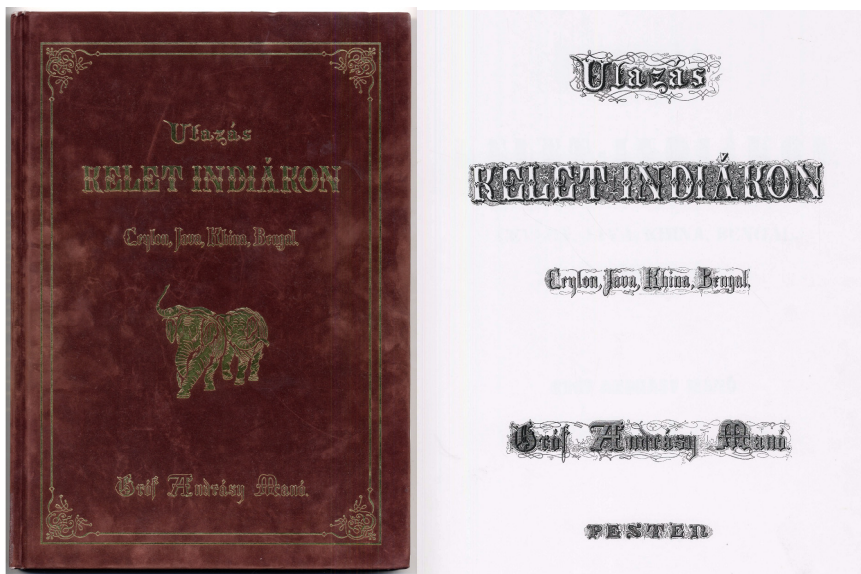 Utazás
KELET INDIÁKON
Ceylon, Java, Khina, Bengal.
Gróf Andrásy Manó.
Utazás
KELET INDIÁKON
Ceylon, Java, Khina, Bengal.
Gróf Andrásy Manó.
PESTEN